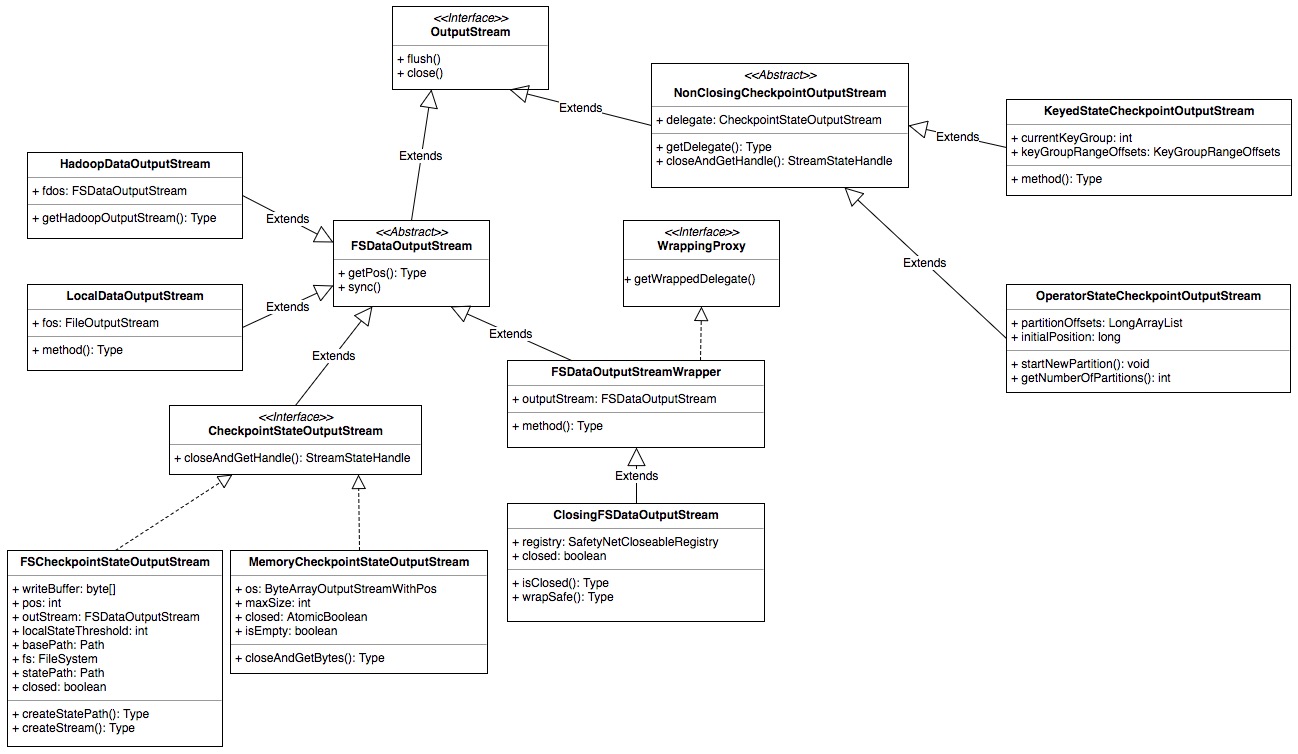 <<Interface>>
OutputStream
+ flush()
+ close()
Extends
<<Abstract>>
NonClosingCheckpointOutputStream
+ delegate: CheckpointStateOutputStream
+ getDelegate(): Type
+ closeAndGetHandle(): StreamStateHandle
Extends
KeyedStateCheckpointOutputStream
+ currentKeyGroup: int
+ keyGroupRangeOffsets: KeyGroupRangeOffsets
+ method(): Type
Extends
HadoopDataOutputStream
+ fdos: FSDataOutputStream
+ getHadoopOutputStream(): Type
Extends
<<Abstract>>
FSDataOutputStream
+ getPos(): Type
+ sync()
<<Interface>>
WrappingProxy
+ getWrappedDelegate()
Extends
LocalDataOutputStream
+ fos: FileOutputStream
+ method(): Type
Extends
OperatorStateCheckpointOutputStream
+ partitionOffsets: LongArrayList
+ initialPosition: long
+ startNewPartition(): void
+ getNumberOfPartitions(): int
Extends
Extends
FSDataOutputStreamWrapper
+ outputStream: FSDataOutputStream
+ method(): Type
<<Interface>>
CheckpointStateOutputStream
+ closeAndGetHandle(): StreamStateHandle
Extends
ClosingFSDataOutputStream
+ registry: SafetyNetCloseableRegistry
+ closed: boolean
+ isClosed(): Type
+ wrapSafe(): Type
FSCheckpointStateOutputStream
+ writeBuffer: byte[]
+ pos: int
+ outStream: FSDataOutputStream
+ localStateThreshold: int
+ basePath: Path
+ fs: FileSystem
+ statePath: Path
+ closed: boolean
+ createStatePath(): Type
+ createStream(): Type
MemoryCheckpointStateOutputStream
+ os: ByteArrayOutputStreamWithPos
+ maxSize: int
+ closed: AtomicBoolean
+ isEmpty: boolean
+ closeAndGetBytes(): Type